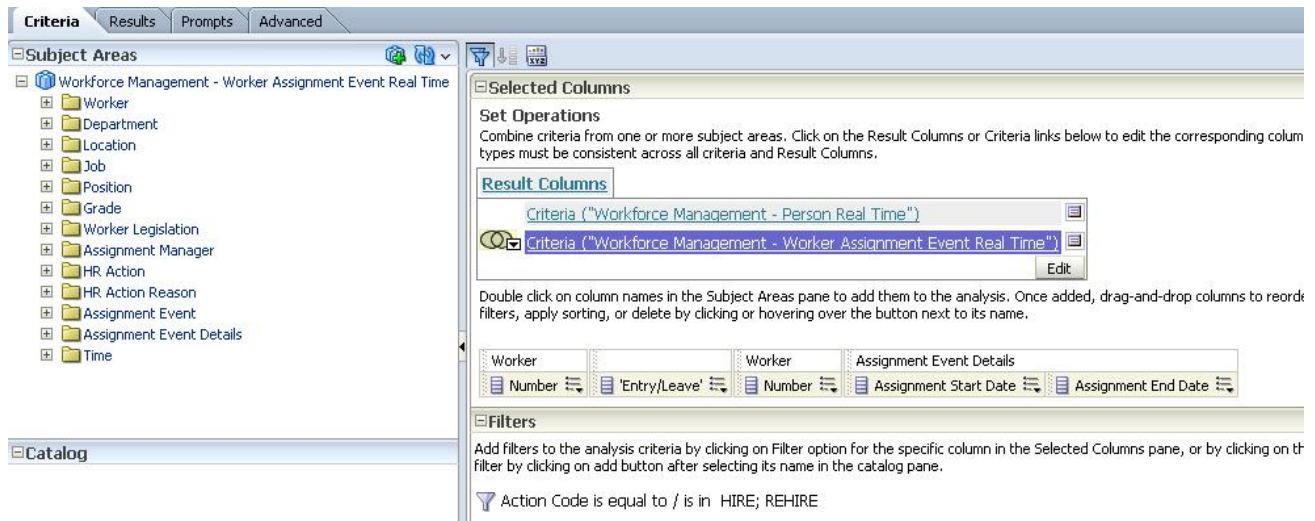 Criteria Results Prompts Advanced
Subject Areas
Workforce Management - Worker Assignment Event Real Time
Worker
Department
Location
Job
Position
Grade
Worker Legislation
Assignment Manager
HR Action
HR Action Reason
Assignment Event
Assignment Event Details
Time
Catalog
XYZ
Selected Columns
Set Operations
Combine criteria from one or more subject areas. Click on the Result Columns or Criteria links below to edit the corresponding colum
types must be consistent across all criteria and Result Columns.
Result Columns
Criteria ("Workforce Management - Person Real Time")
Criteria ("Workforce Management - Worker Assignment Event Real Time")
Edit
Double click on column names in the Subject Areas pane to add them to the analysis. Once added, drag-and-drop columns to reorde
filters, apply sorting, or delete by clicking or hovering over the button next to its name.
Worker Worker Assignment Event Details
Number 'Entry/Leave' Number Assignment Start Date Assignment End Date
Filters
Add filters to the analysis criteria by clicking on Filter option for the specific column in the Selected Columns pane, or by clicking on th
filter by clicking on add button after selecting its name in the catalog pane.
Action Code is equal to / is in HIRE; REHIRE